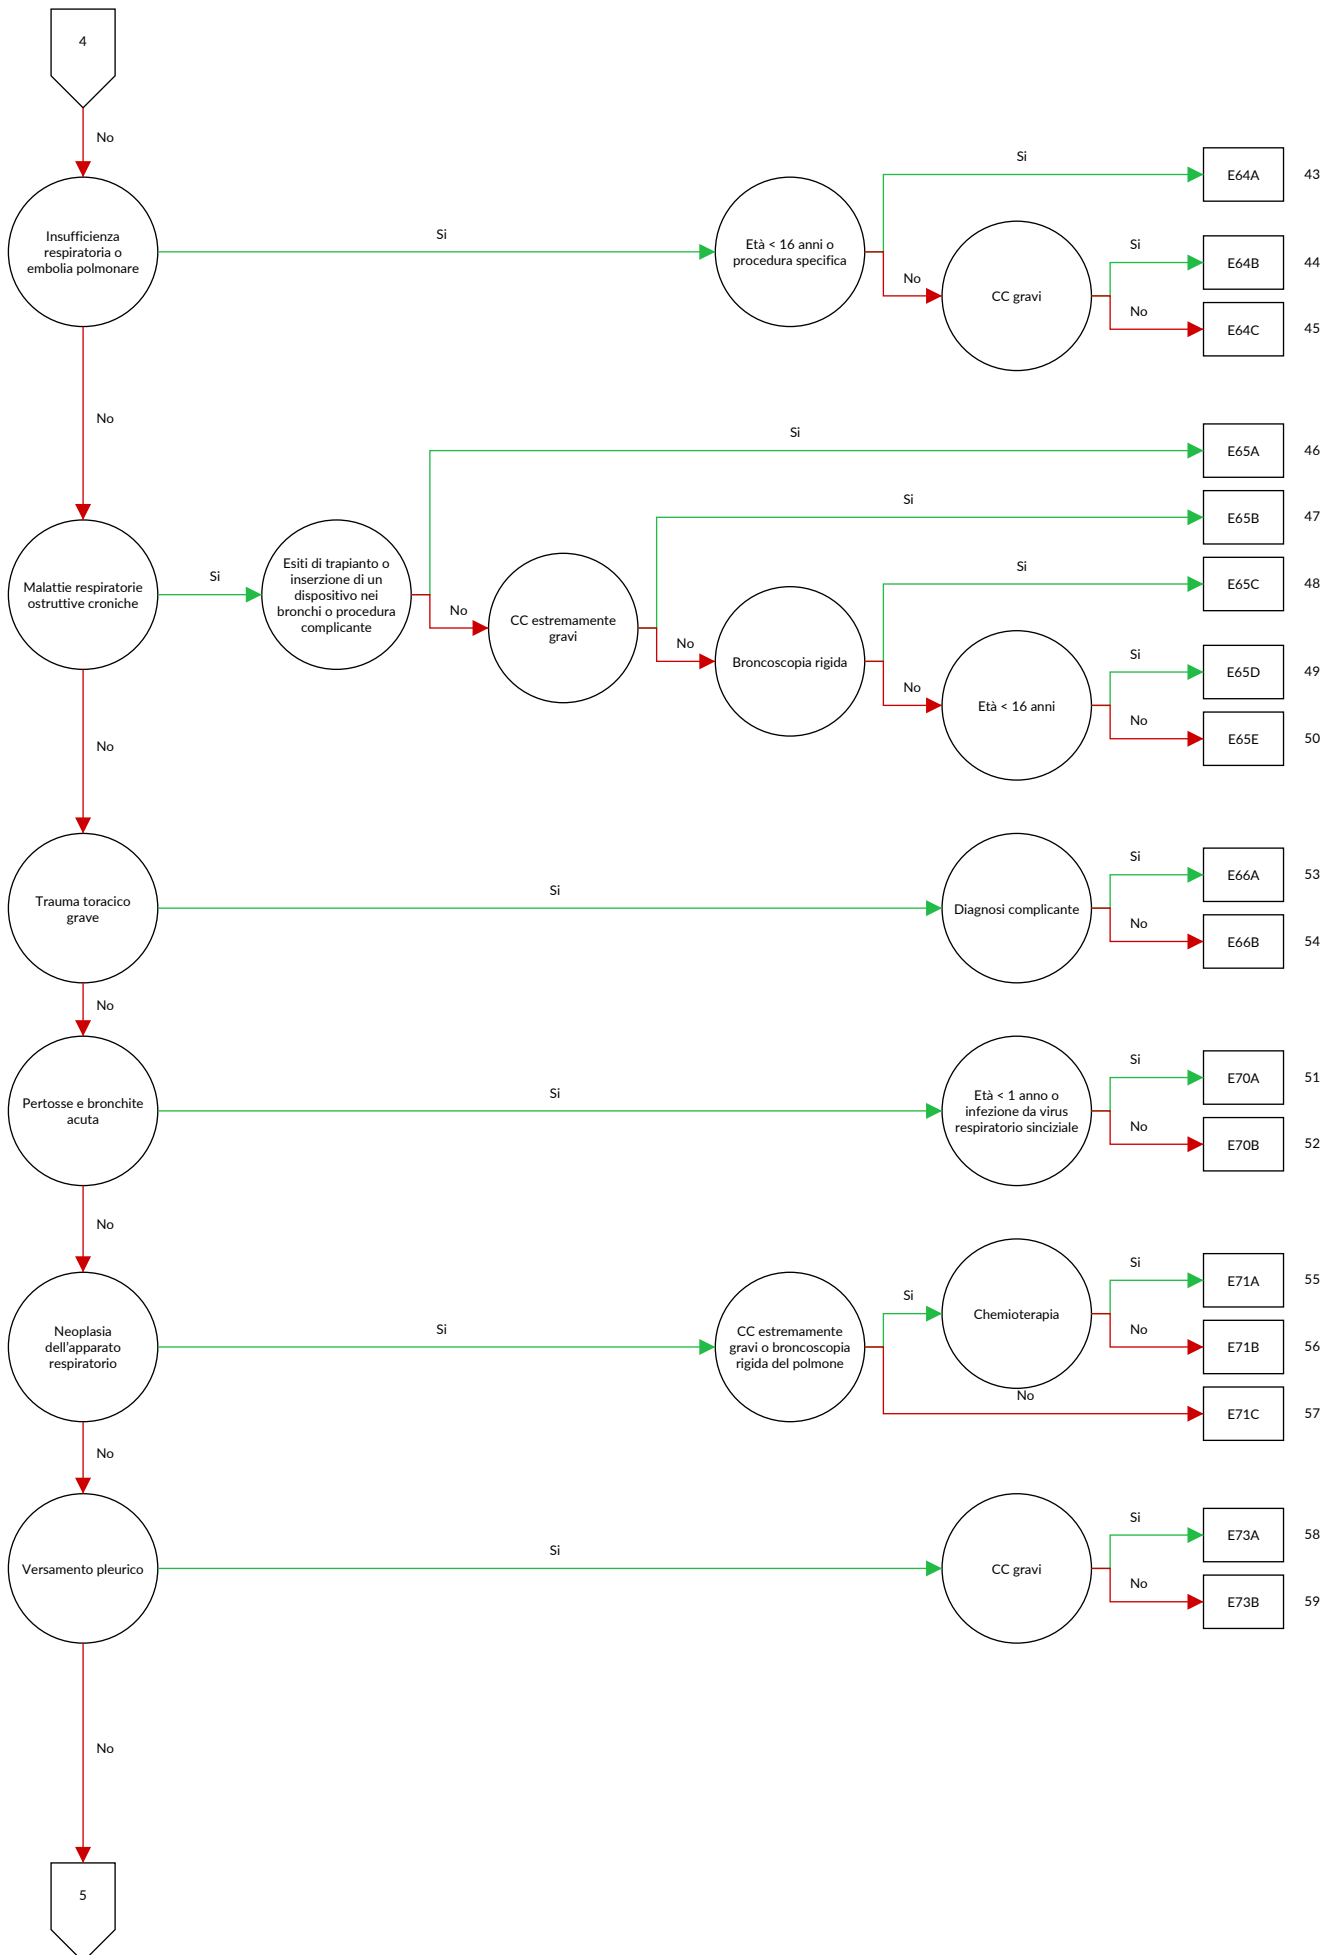 4
No
Insufficienza
respiratoria o
embolia polmonare
Si
Età < 16 anni o
procedura specifica
Si
E64A
43
No
CC gravi
Si
E64B
44
No
E64C
45
No
Malattie respiratorie
ostruttive croniche
Si
Esiti di trapianto o
inserzione di un
dispositivo nei
bronchi o procedura
complicante
Si
E65A
46
No
CC estremamente
gravi
Si
E65B
47
No
Broncoscopia rigida
Si
E65C
48
No
Età < 16 anni
Si
E65D
49
No
E65E
50
No
Trauma toracico
grave
Si
Diagnosi complicante
Si
E66A
53
No
E66B
54
No
Pertosse e bronchite
acuta
Si
Età < 1 anno o
infezione da virus
respiratorio sinciziale
Si
E70A
51
No
E70B
52
No
Neoplasia
dell'apparato
respiratorio
Si
CC estremamente
gravi o broncoscopia
rigida del polmone
Si
Chemioterapia
Si
E71A
55
No
E71B
56
No
E71C
57
No
Versamento pleurico
Si
CC gravi
Si
E73A
58
No
E73B
59
No
5